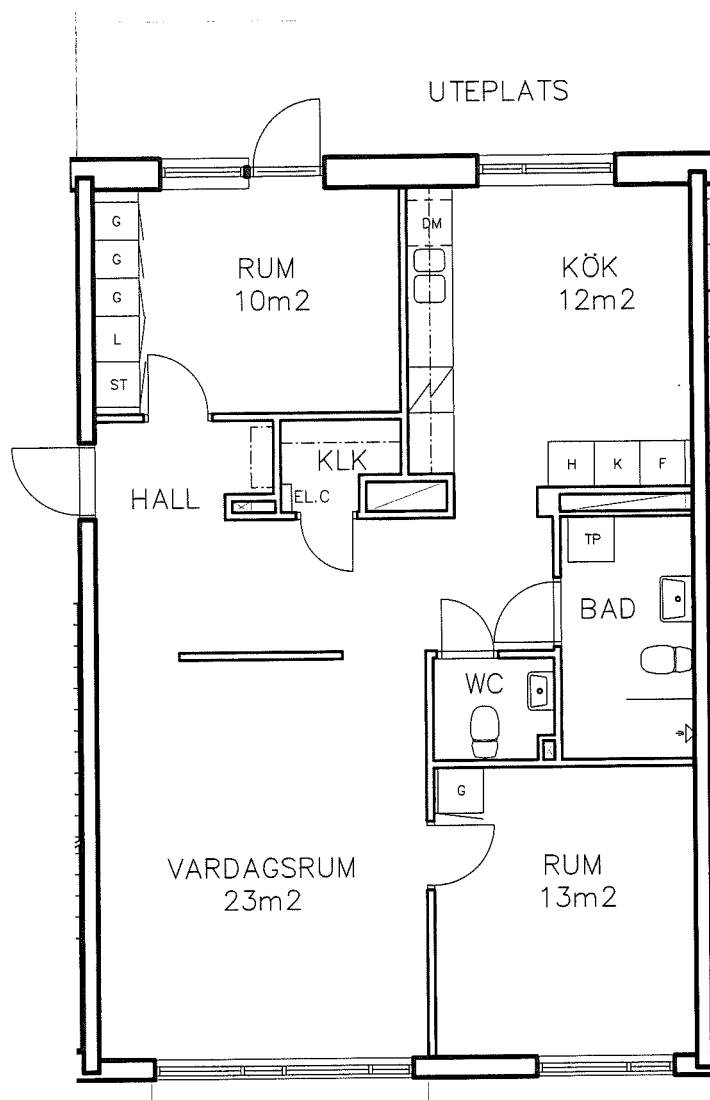 UTEPLATS
G
G
G
L
ST
RUM
10m2
DM
KÖK
12m2
HALL
KLK
EL.C
H K F
TP
BAD
WC
G
VARDAGSRUM
23m2
RUM
13m2